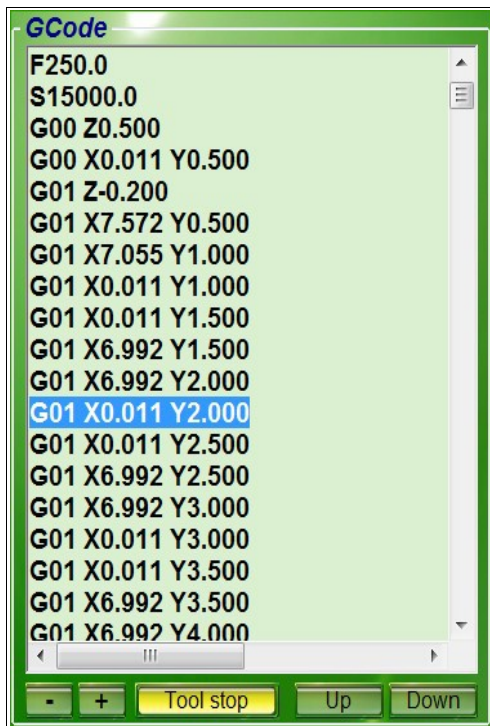 GCode
F250.0
S15000.0
G00 Z0.500
G00 X0.011 Y0.500
G01 Z-0.200
G01 X7.572 Y0.500
G01 X7.055 Y1.000
G01 X0.011 Y1.000
G01 X0.011 Y1.500
G01 X6.992 Y1.500
G01 X6.992 Y2.000
G01 X0.011 Y2.000
G01 X0.011 Y2.500
G01 X6.992 Y2.500
G01 X6.992 Y3.000
G01 X0.011 Y3.000
G01 X0.011 Y3.500
G01 X6.992 Y3.500
G01 X6.992 Y4.000
- + Tool stop Up Down